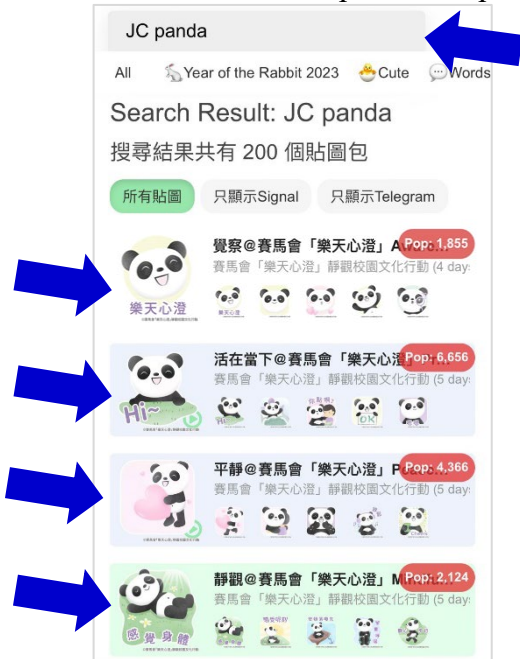 JC panda
All 🐇Year of the Rabbit 2023 🐣Cute 💬Words
Search Result: JC panda
搜尋結果共有 200 個貼圖包
所有貼圖 只顯示Signal 只顯示Telegram
覺察@賽馬會「樂天心澄」 Pop: 1,855
賽馬會「樂天心澄」靜觀校園文化行動 (4 days
樂天心澄
活在當下@賽馬會「樂天心澄」 Pop: 6,656
賽馬會「樂天心澄」靜觀校園文化行動 (5 days
Hi~
你點呀?
OK
平靜@賽馬會「樂天心澄」 Pop: 4,366
賽馬會「樂天心澄」靜觀校園文化行動 (5 days
靜觀@賽馬會「樂天心澄」 Pop: 2,124
賽馬會「樂天心澄」靜觀校園文化行動 (5 days
感覺身體